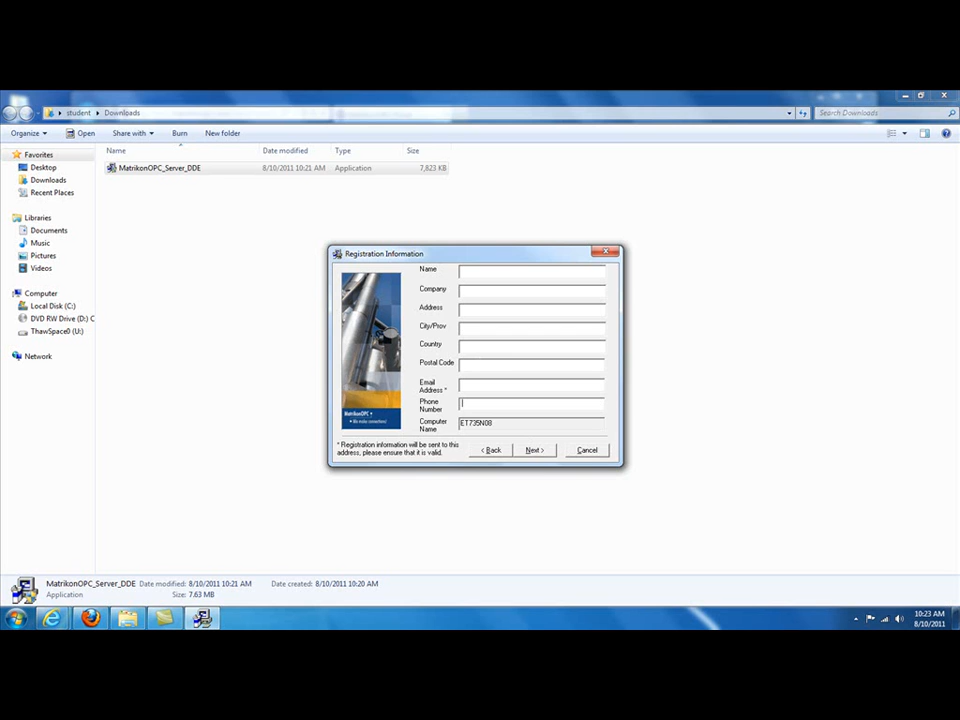 student ▸ Downloads
Search Downloads
Organize Open Share with Burn New folder
Favorites
Desktop
Downloads
Recent Places
Libraries
Documents
Music
Pictures
Videos
Computer
Local Disk (C:)
DVD RW Drive (D:) C
ThawSpace0 (U:)
Network
Name Date modified Type Size
MatrikonOPC_Server_DDE 8/10/2011 10:21 AM Application 7,823 KB
Registration Information
Name
Company
Address
City/Prov
Country
Postal Code
Email
Address *
Phone
Number
Computer
Name
ET735N08
MatrikonOPC
We make connections!
* Registration information will be sent to this
address, please ensure that it is valid.
< Back Next > Cancel
MatrikonOPC_Server_DDE Date modified: 8/10/2011 10:21 AM Date created: 8/10/2011 10:20 AM
Application Size: 7.63 MB
10:23 AM
8/10/2011